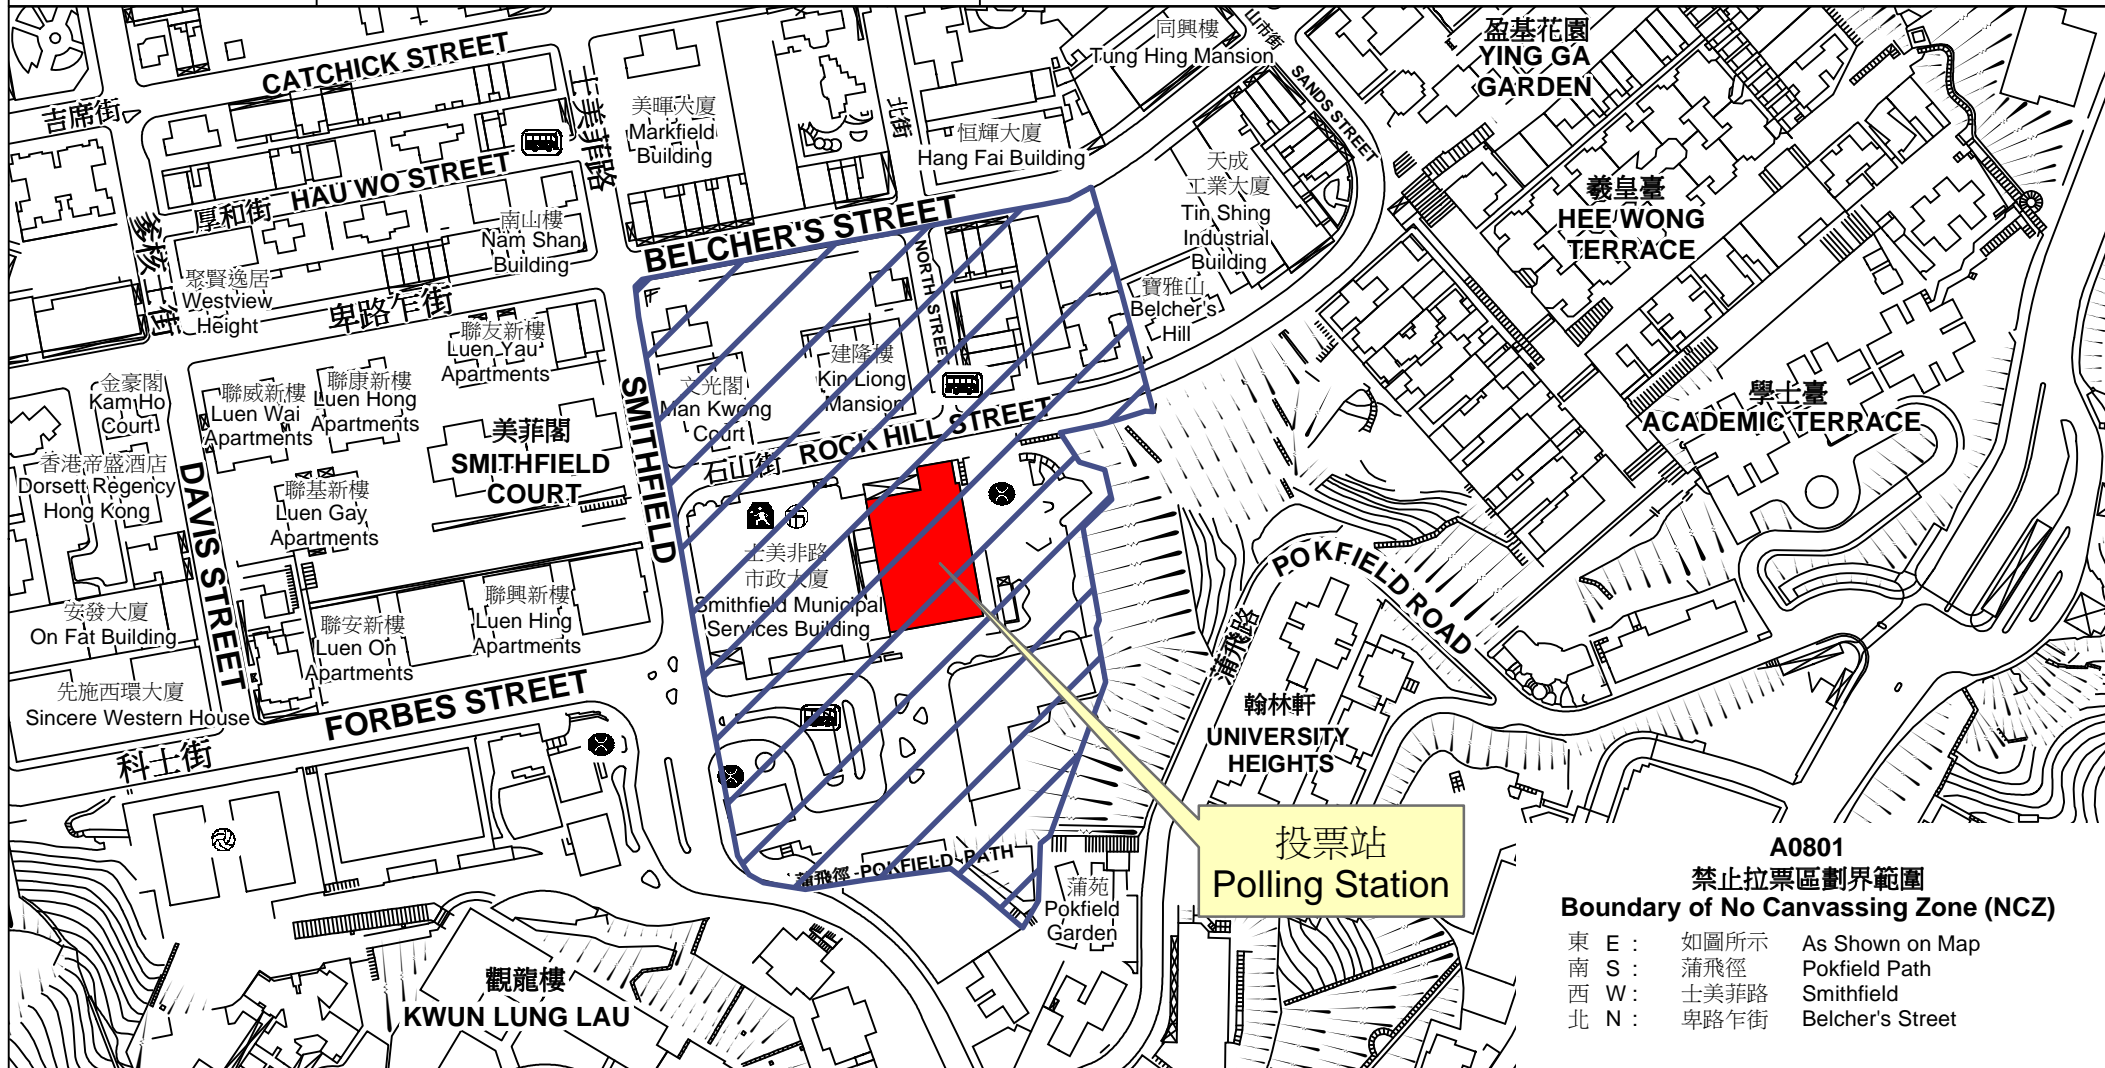 CATCHICK STREET
吉席街
士美菲路
美暉大廈
Markfield
Building
北街
同興樓
Tung Hing Mansion
山市街
SANDS STREET
盈基花園
YING GA
GARDEN
恒輝大廈
Hang Fai Building
天成
工業大廈
Tin Shing
Industrial
Building
羲皇臺
HEE WONG
TERRACE
HAU WO STREET
厚和街
爹核士街
南山樓
Nam Shan
Building
BELCHER'S STREET
NORTH STREET
聚賢逸居
Westview
Height
卑路乍街
寶雅山
Belcher's
Hill
聯友新樓
Luen Yau
Apartments
建隆樓
Kin Liong
Mansion
金豪閣
Kam Ho
Court
聯威新樓
Luen Wai
Apartments
聯康新樓
Luen Hong
Apartments
文光閣
Man Kwong
Court
學士臺
ACADEMIC TERRACE
美菲閣
SMITHFIELD
COURT
SMITHFIELD
石山街
ROCK HILL STREET
香港帝盛酒店
Dorsett Regency
Hong Kong
DAVIS STREET
聯基新樓
Luen Gay
Apartments
士美非路
市政大廈
Smithfield Municipal
Services Building
POKFIELD ROAD
蒲飛路
安發大廈
On Fat Building
聯安新樓
Luen On
Apartments
聯興新樓
Luen Hing
Apartments
先施西環大廈
Sincere Western House
FORBES STREET
科士街
翰林軒
UNIVERSITY
HEIGHTS
投票站
Polling Station
蒲飛徑 POKFIELD PATH
蒲苑
Pokfield
Garden
觀龍樓
KWUN LUNG LAU
A0801
禁止拉票區劃界範圍
Boundary of No Canvassing Zone (NCZ)
東 E : 如圖所示 As Shown on Map
南 S : 蒲飛徑 Pokfield Path
西 W : 士美菲路 Smithfield
北 N : 卑路乍街 Belcher's Street